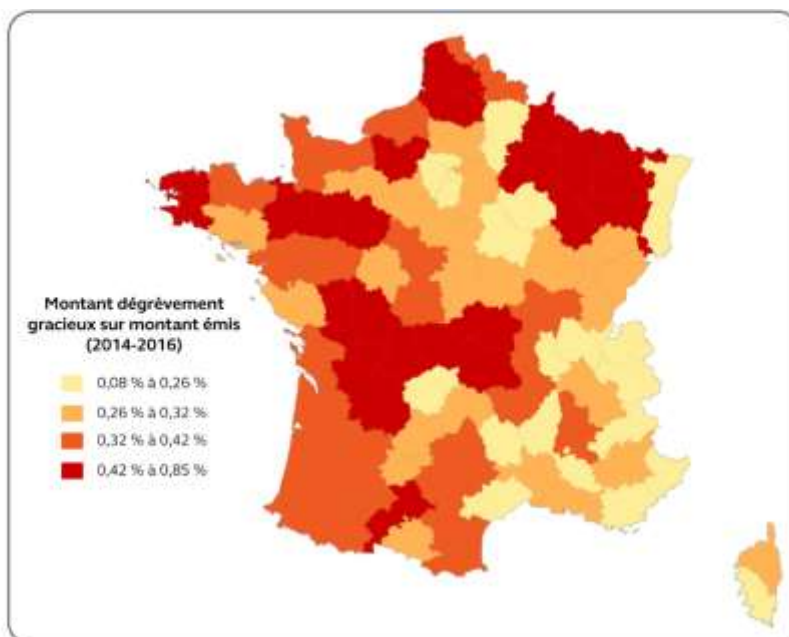 Montant dégrèvement
gracieux sur montant émis
(2014-2016)
0,08 % à 0,26 %
0,26 % à 0,32 %
0,32 % à 0,42 %
0,42 % à 0,85 %